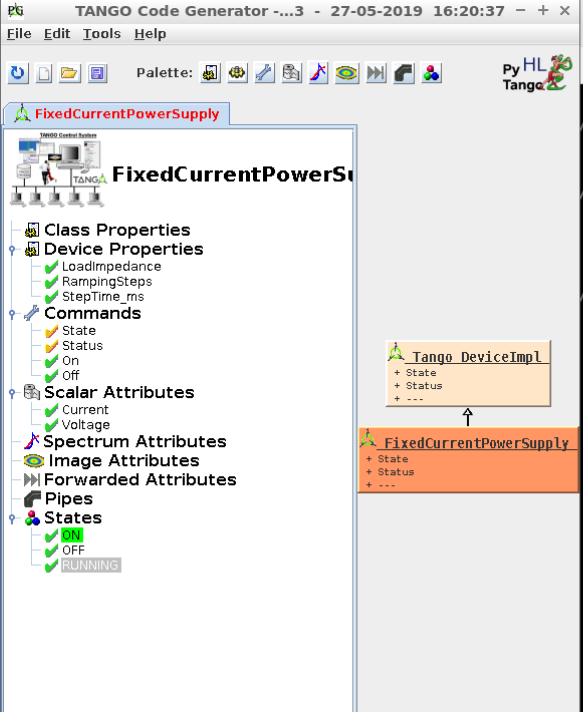 TANGO Code Generator -...3 - 27-05-2019 16:20:37
File Edit Tools Help
Palette:
Py HL
Tango
FixedCurrentPowerSupply
TANGO Control System
TANGO
FixedCurrentPowerSu
Class Properties
Device Properties
LoadImpedance
RampingSteps
StepTime_ms
Commands
State
Status
On
Off
Scalar Attributes
Current
Voltage
Spectrum Attributes
Image Attributes
Forwarded Attributes
Pipes
States
ON
OFF
RUNNING
Tango DeviceImpl
+ State
+ Status
+ ---
FixedCurrentPowerSupply
+ State
+ Status
+ ---